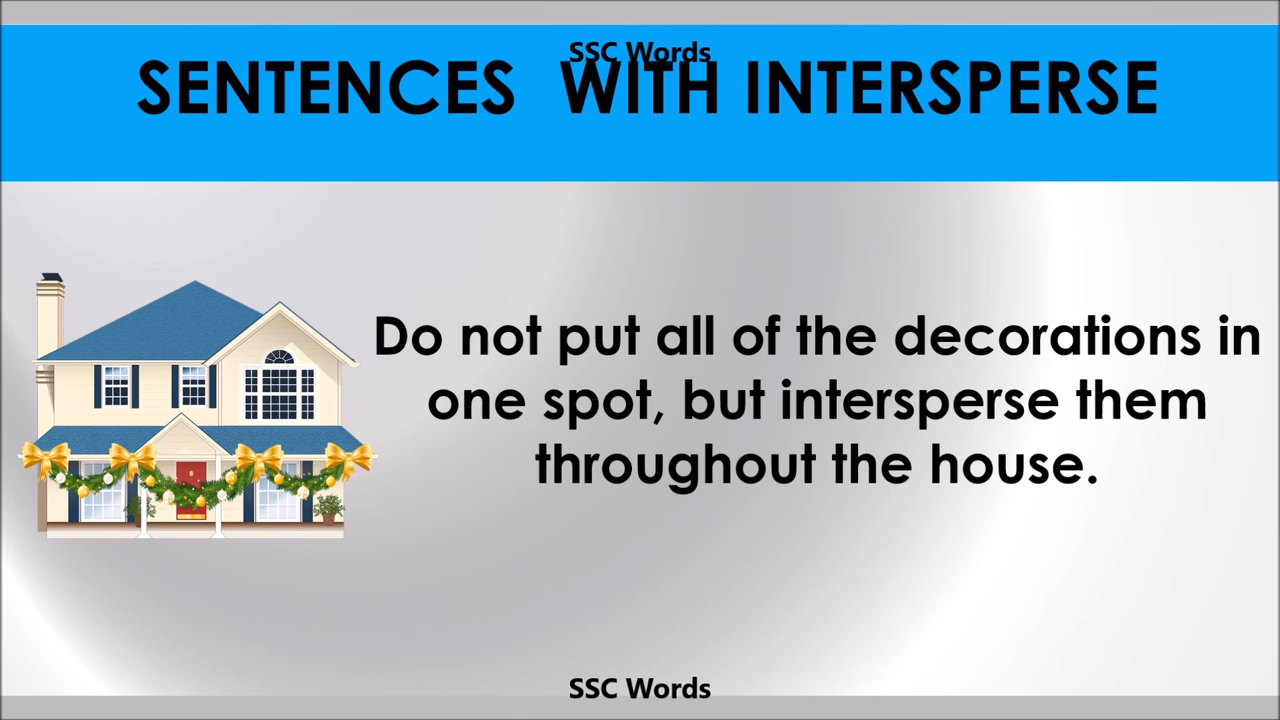 SSC Words
SENTENCES WITH INTERSPERSE
Do not put all of the decorations in
one spot, but intersperse them
throughout the house.
SSC Words